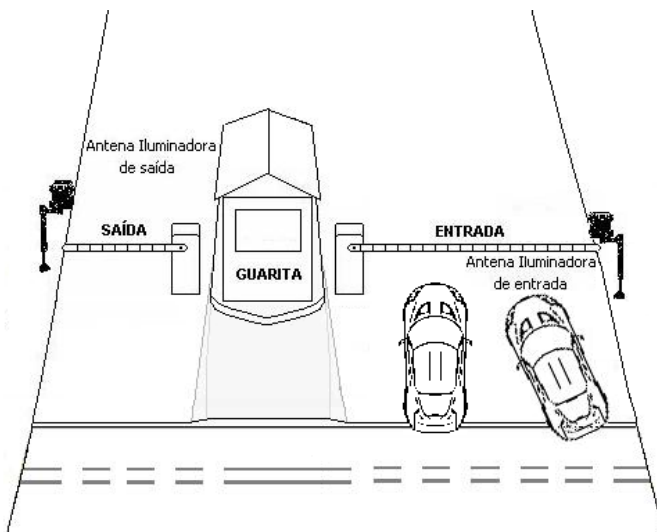 Antena Iluminadora
de saída
SAÍDA
ENTRADA
GUARITA
Antena Iluminadora
de entrada